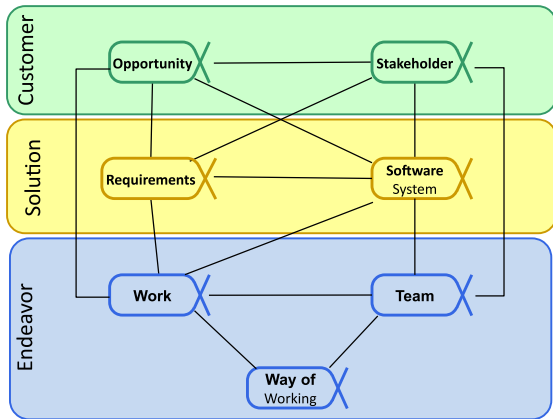 Customer
Opportunity
Stakeholder
Solution
Requirements
Software
System
Endeavor
Work
Team
Way of
Working